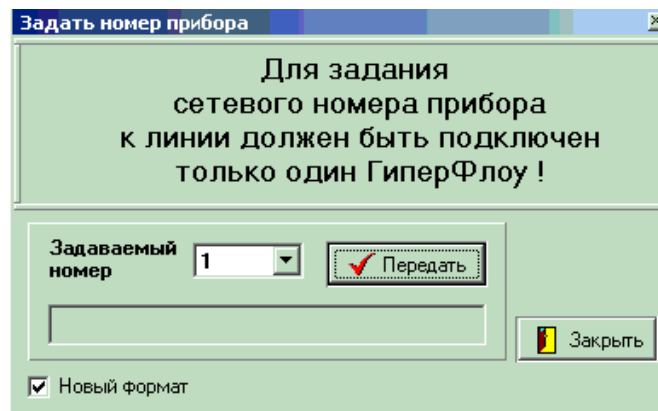 Задать номер прибора
Для задания
сетевого номера прибора
к линии должен быть подключен
только один ГиперФлоу !
Задаваемый
номер
1
Передать
Закрыть
Новый формат